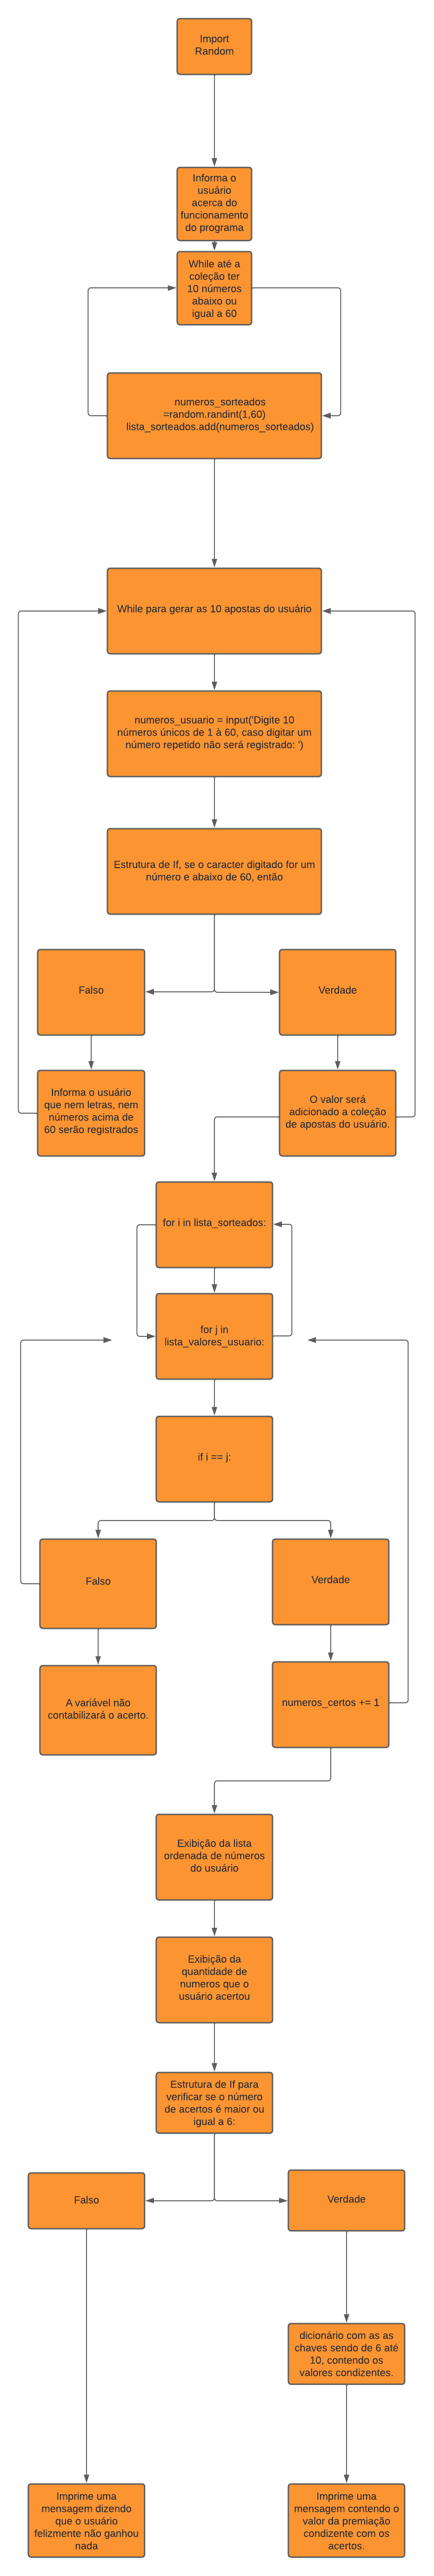 Import
Random
Informa o
usuário
acerca do
funcionamento
do programa
While até a
coleção ter
10 números
abaixo ou
igual a 60
numeros_sorteados
=random.randint(1,60)
lista_sorteados.add(numeros_sorteados)
While para gerar as 10 apostas do usuário
numeros_usuario = input('Digite 10
números únicos de 1 à 60, caso digitar um
número repetido não será registrado: ')
Estrutura de If, se o caracter digitado for um
número e abaixo de 60, então
Falso
Verdade
Informa o usuário
que nem letras, nem
números acima de
60 serão registrados
O valor será
adicionado a coleção
de apostas do usuário.
for i in lista_sorteados:
for j in
lista_valores_usuario:
if i == j:
Falso
Verdade
A variável não
contabilizará o acerto.
numeros_certos += 1
Exibição da lista
ordenada de números
do usuário
Exibição da
quantidade de
numeros que o
usuário acertou
Estrutura de If para
verificar se o número
de acertos é maior ou
igual a 6:
Falso
Verdade
dicionário com as as
chaves sendo de 6 até
10, contendo os
valores condizentes.
Imprime uma
mensagem dizendo
que o usuário
felizmente não ganhou
nada
Imprime uma
mensagem contendo o
valor da premiação
condizente com os
acertos.